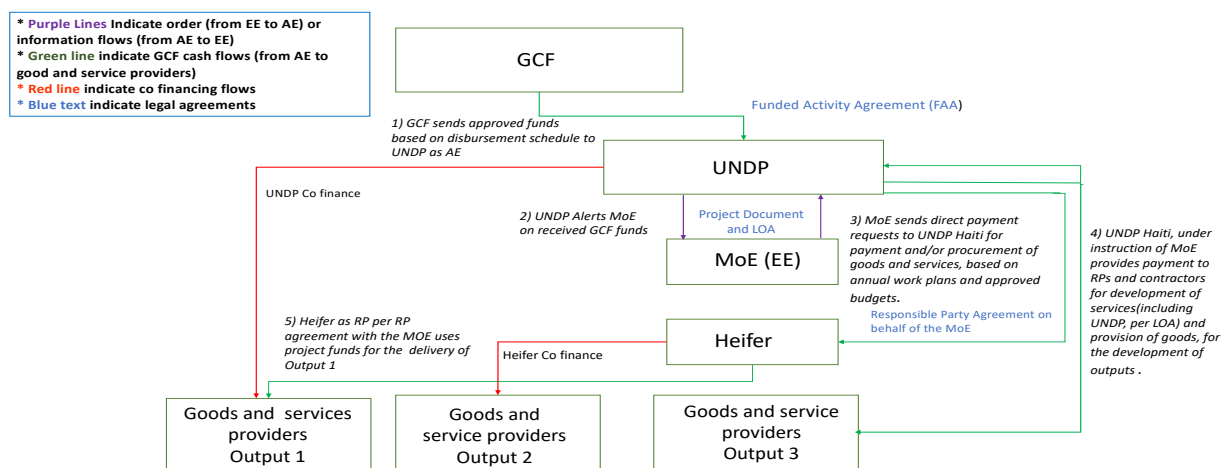 * Purple Lines Indicate order (from EE to AE) or
information flows (from AE to EE)
* Green line indicate GCF cash flows (from AE to
good and service providers)
* Red line indicate co financing flows
* Blue text indicate legal agreements
GCF
Funded Activity Agreement (FAA)
1) GCF sends approved funds
based on disbursement schedule to
UNDP as AE
UNDP
UNDP Co finance
2) UNDP Alerts MoE
on received GCF funds
Project Document
and LOA
3) MoE sends direct payment
requests to UNDP Haiti for
payment and/or procurement of
goods and services, based on
annual work plans and approved
budgets.
4) UNDP Haiti, under
instruction of MoE
provides payment to
RPs and contractors
for development of
services(including
UNDP, per LOA) and
provision of goods, for
the development of
outputs .
MoE (EE)
Responsible Party Agreement on
behalf of the MoE
5) Heifer as RP per RP
agreement with the MOE uses
project funds for the delivery of
Output 1
Heifer
Heifer Co finance
Goods and services
providers
Output 1
Goods and
service providers
Output 2
Goods and service
providers
Output 3